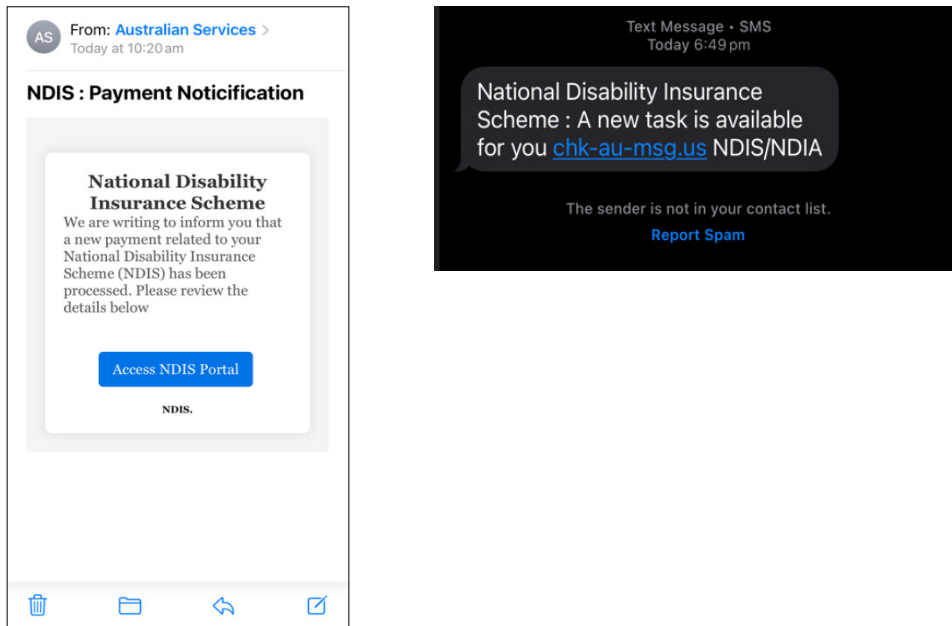 AS
From: Australian Services >
Today at 10:20 am
NDIS : Payment Noticification
National Disability
Insurance Scheme
We are writing to inform you that
a new payment related to your
National Disability Insurance
Scheme (NDIS) has been
processed. Please review the
details below
Access NDIS Portal
NDIS.
Text Message • SMS
Today 6:49 pm
National Disability Insurance
Scheme : A new task is available
for you chk-au-msg.us NDIS/NDIA
The sender is not in your contact list.
Report Spam